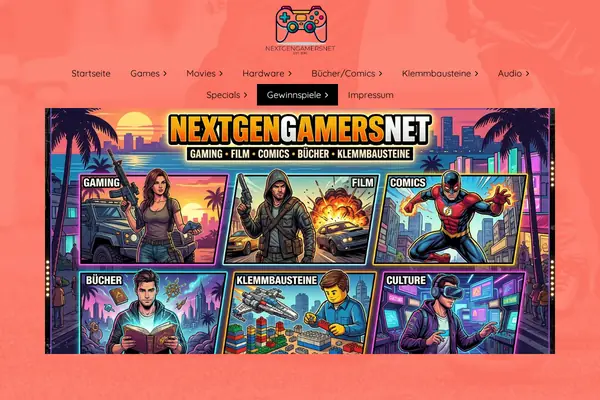 NEXTGENGAMERSNET
Startseite Games Movies Hardware Bücher/Comics Klemmbausteine Audio
Specials Gewinnspiele Impressum
NEXTGENGAMERSNET
GAMING • FILM • COMICS • BÜCHER • KLEMMBAUSTEINE
GAMING FILM COMICS
BÜCHER KLEMMBAUSTEINE CULTURE